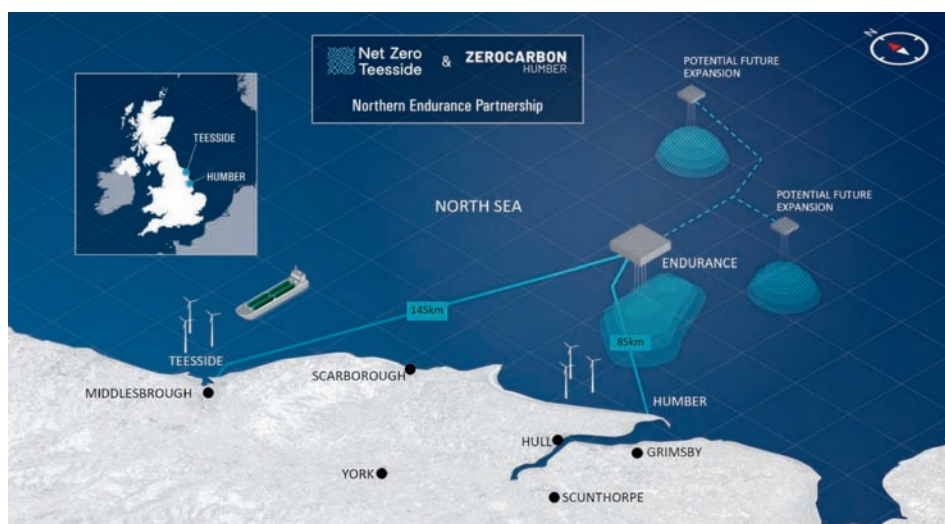 Net Zero
Teesside
&
ZEROCARBON
HUMBER
Northern Endurance Partnership
N
POTENTIAL FUTURE
EXPANSION
TEESSIDE
HUMBER
NORTH SEA
POTENTIAL FUTURE
EXPANSION
ENDURANCE
145km
85km
TEESSIDE
MIDDLESBROUGH
SCARBOROUGH
HUMBER
HULL
GRIMSBY
YORK
SCUNTHORPE